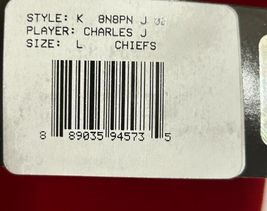 STYLE: K 8N8PN J
PLAYER: CHARLES J
SIZE: L CHIEFS
8 89035 94573 5